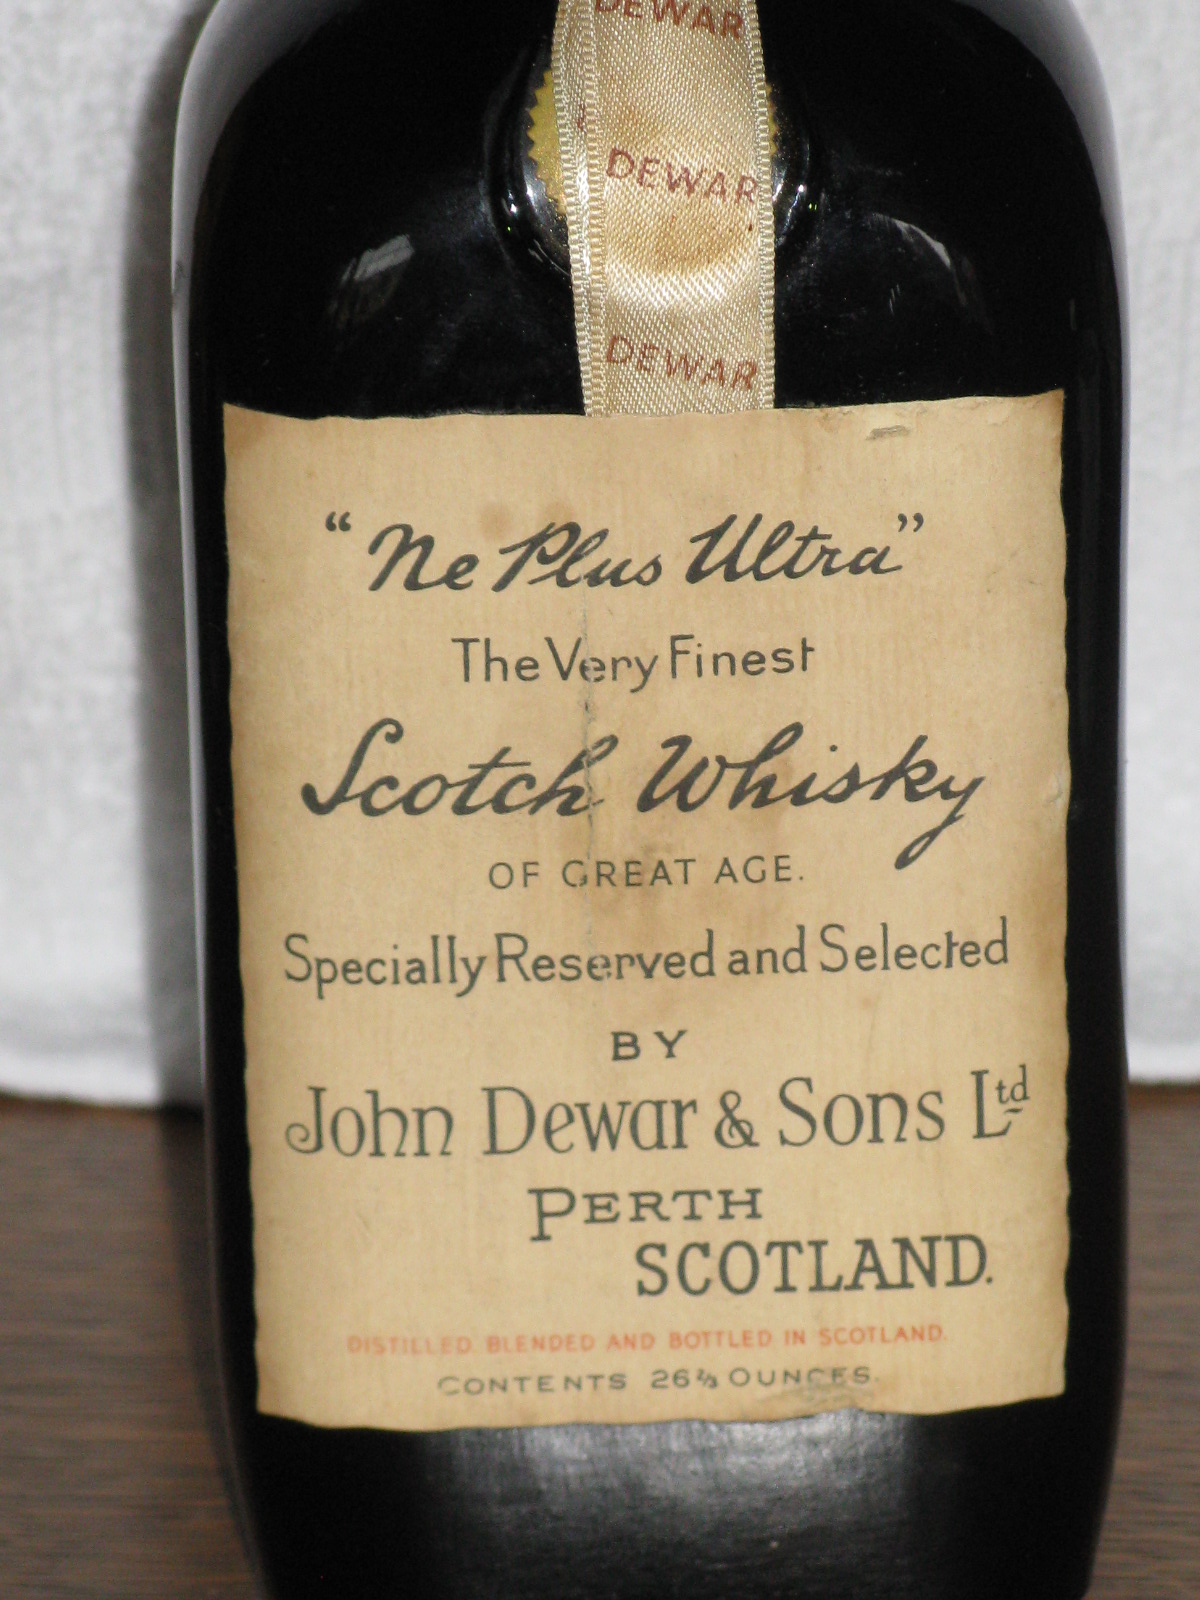 DEWAR
DEWAR
DEWAR
“Ne Plus Ultra”
The Very Finest
Scotch Whisky
OF GREAT AGE.
Specially Reserved and Selected
BY
John Dewar & Sons Ltd
PERTH
SCOTLAND.
DISTILLED, BLENDED AND BOTTLED IN SCOTLAND.
CONTENTS 26⅔ OUNCES.